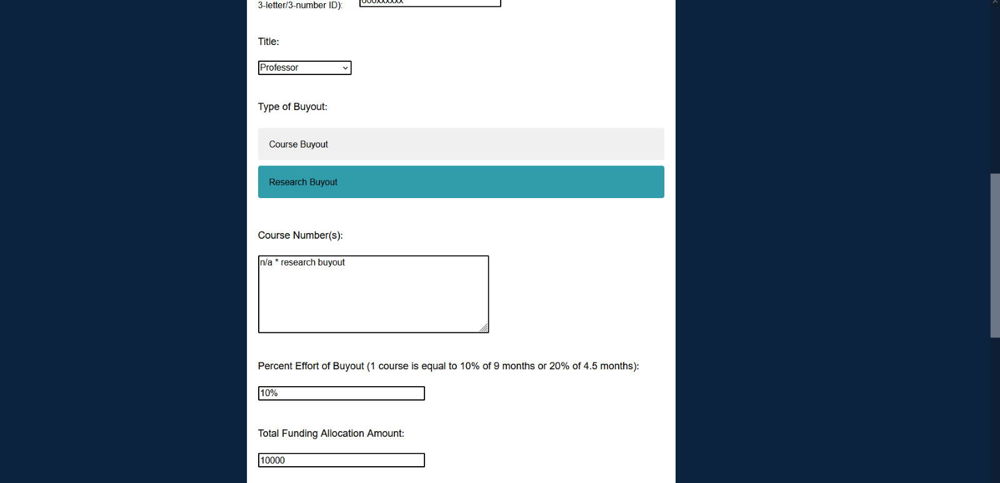 3-letter/3-number ID):
Title:
Professor
Type of Buyout:
Course Buyout
Research Buyout
Course Number(s):
n/a * research buyout
Percent Effort of Buyout (1 course is equal to 10% of 9 months or 20% of 4.5 months):
10%
Total Funding Allocation Amount:
10000